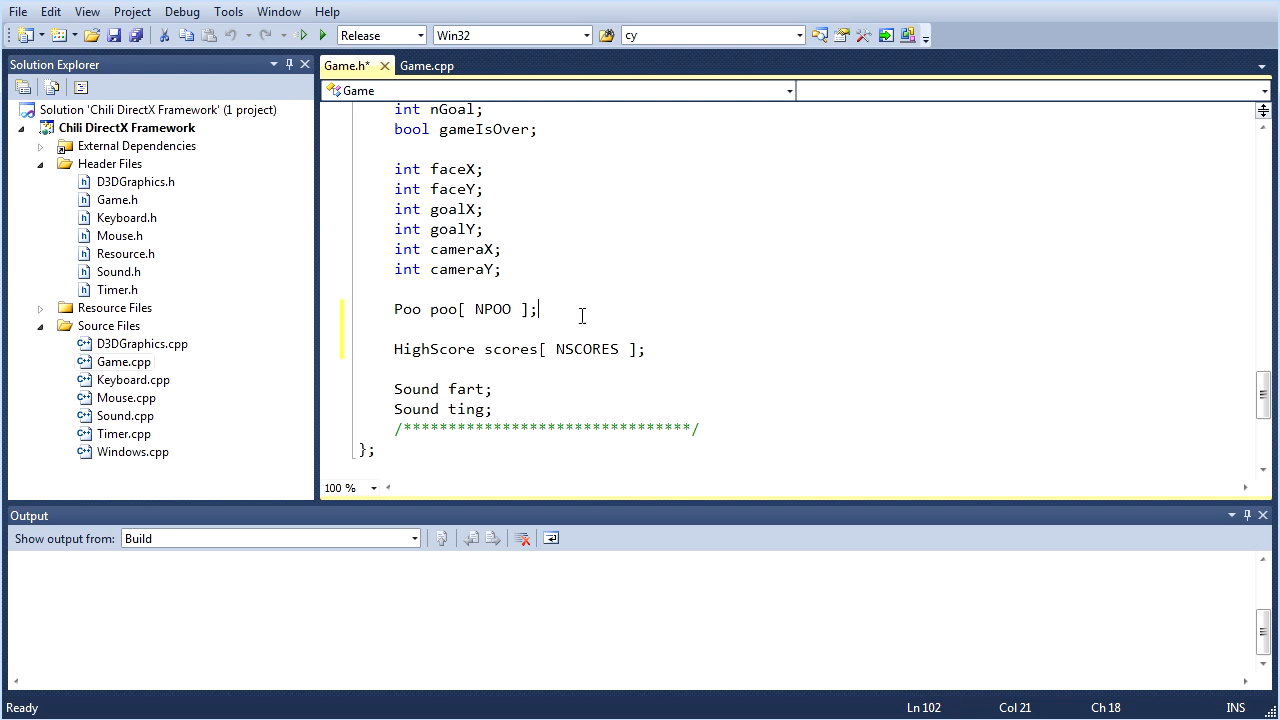 File Edit View Project Debug Tools Window Help
Release Win32 cy
Solution Explorer
Game.h* Game.cpp
Game
Solution 'Chili DirectX Framework' (1 project)
Chili DirectX Framework
External Dependencies
Header Files
D3DGraphics.h
Game.h
Keyboard.h
Mouse.h
Resource.h
Sound.h
Timer.h
Resource Files
Source Files
D3DGraphics.cpp
Game.cpp
Keyboard.cpp
Mouse.cpp
Sound.cpp
Timer.cpp
Windows.cpp
int nGoal;
bool gameIsOver;
int faceX;
int faceY;
int goalX;
int goalY;
int cameraX;
int cameraY;
Poo poo[ NPOO ];
HighScore scores[ NSCORES ];
Sound fart;
Sound ting;
/********************************/
};
100 %
Output
Show output from: Build
Ready Ln 102 Col 21 Ch 18 INS